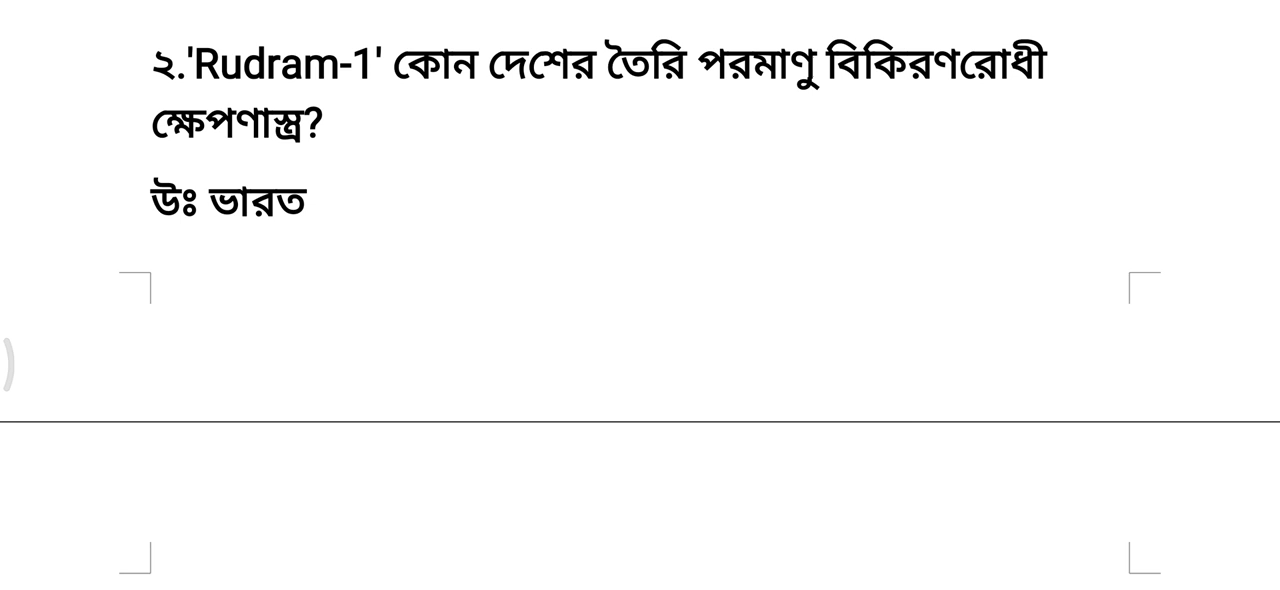 ২.'Rudram-1' কোন দেশের তৈরি পরমাণু বিকিরণরোধী
ক্ষেপণাস্ত্র?
উঃ ভারত